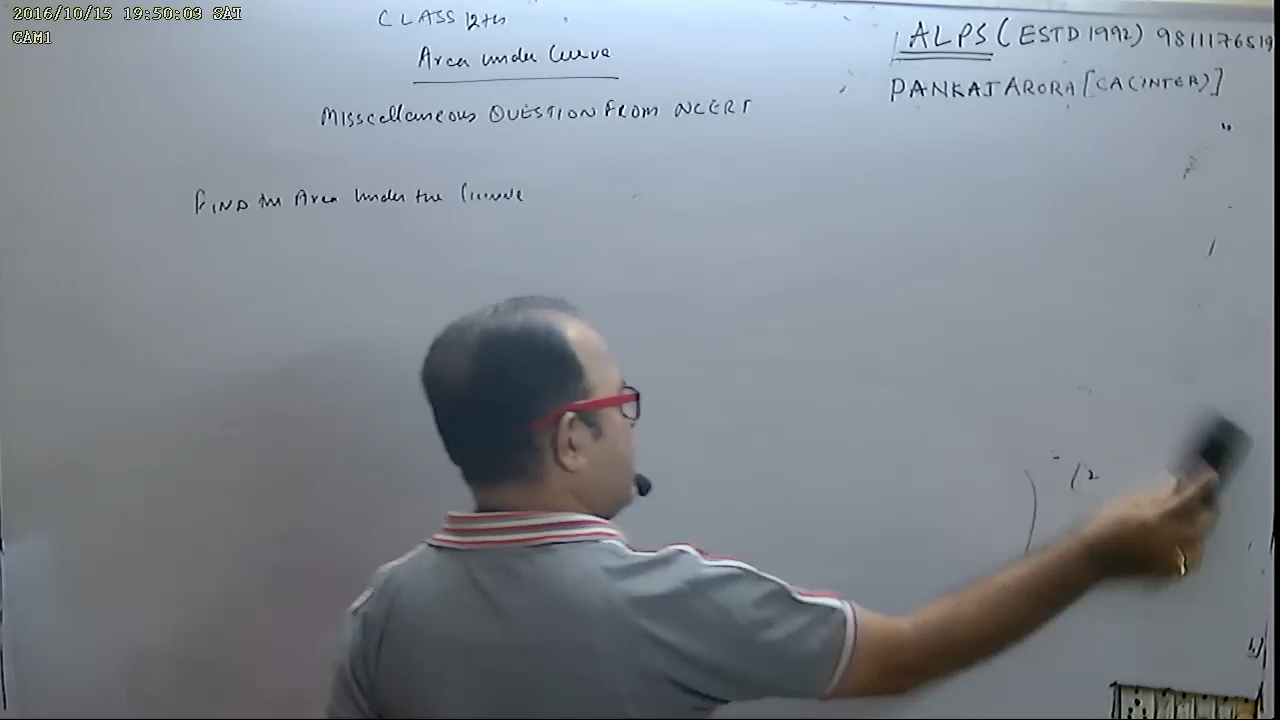 2016/10/15 19:50:09 SAT
CAM1
CLASS 12th
Area under Curve
Misscellaneous QUESTION FROM NCERT
ALPS (ESTD 1992) 9811176519
PANKAJ ARORA [CA(INTER)]
FIND the Area under the Curve